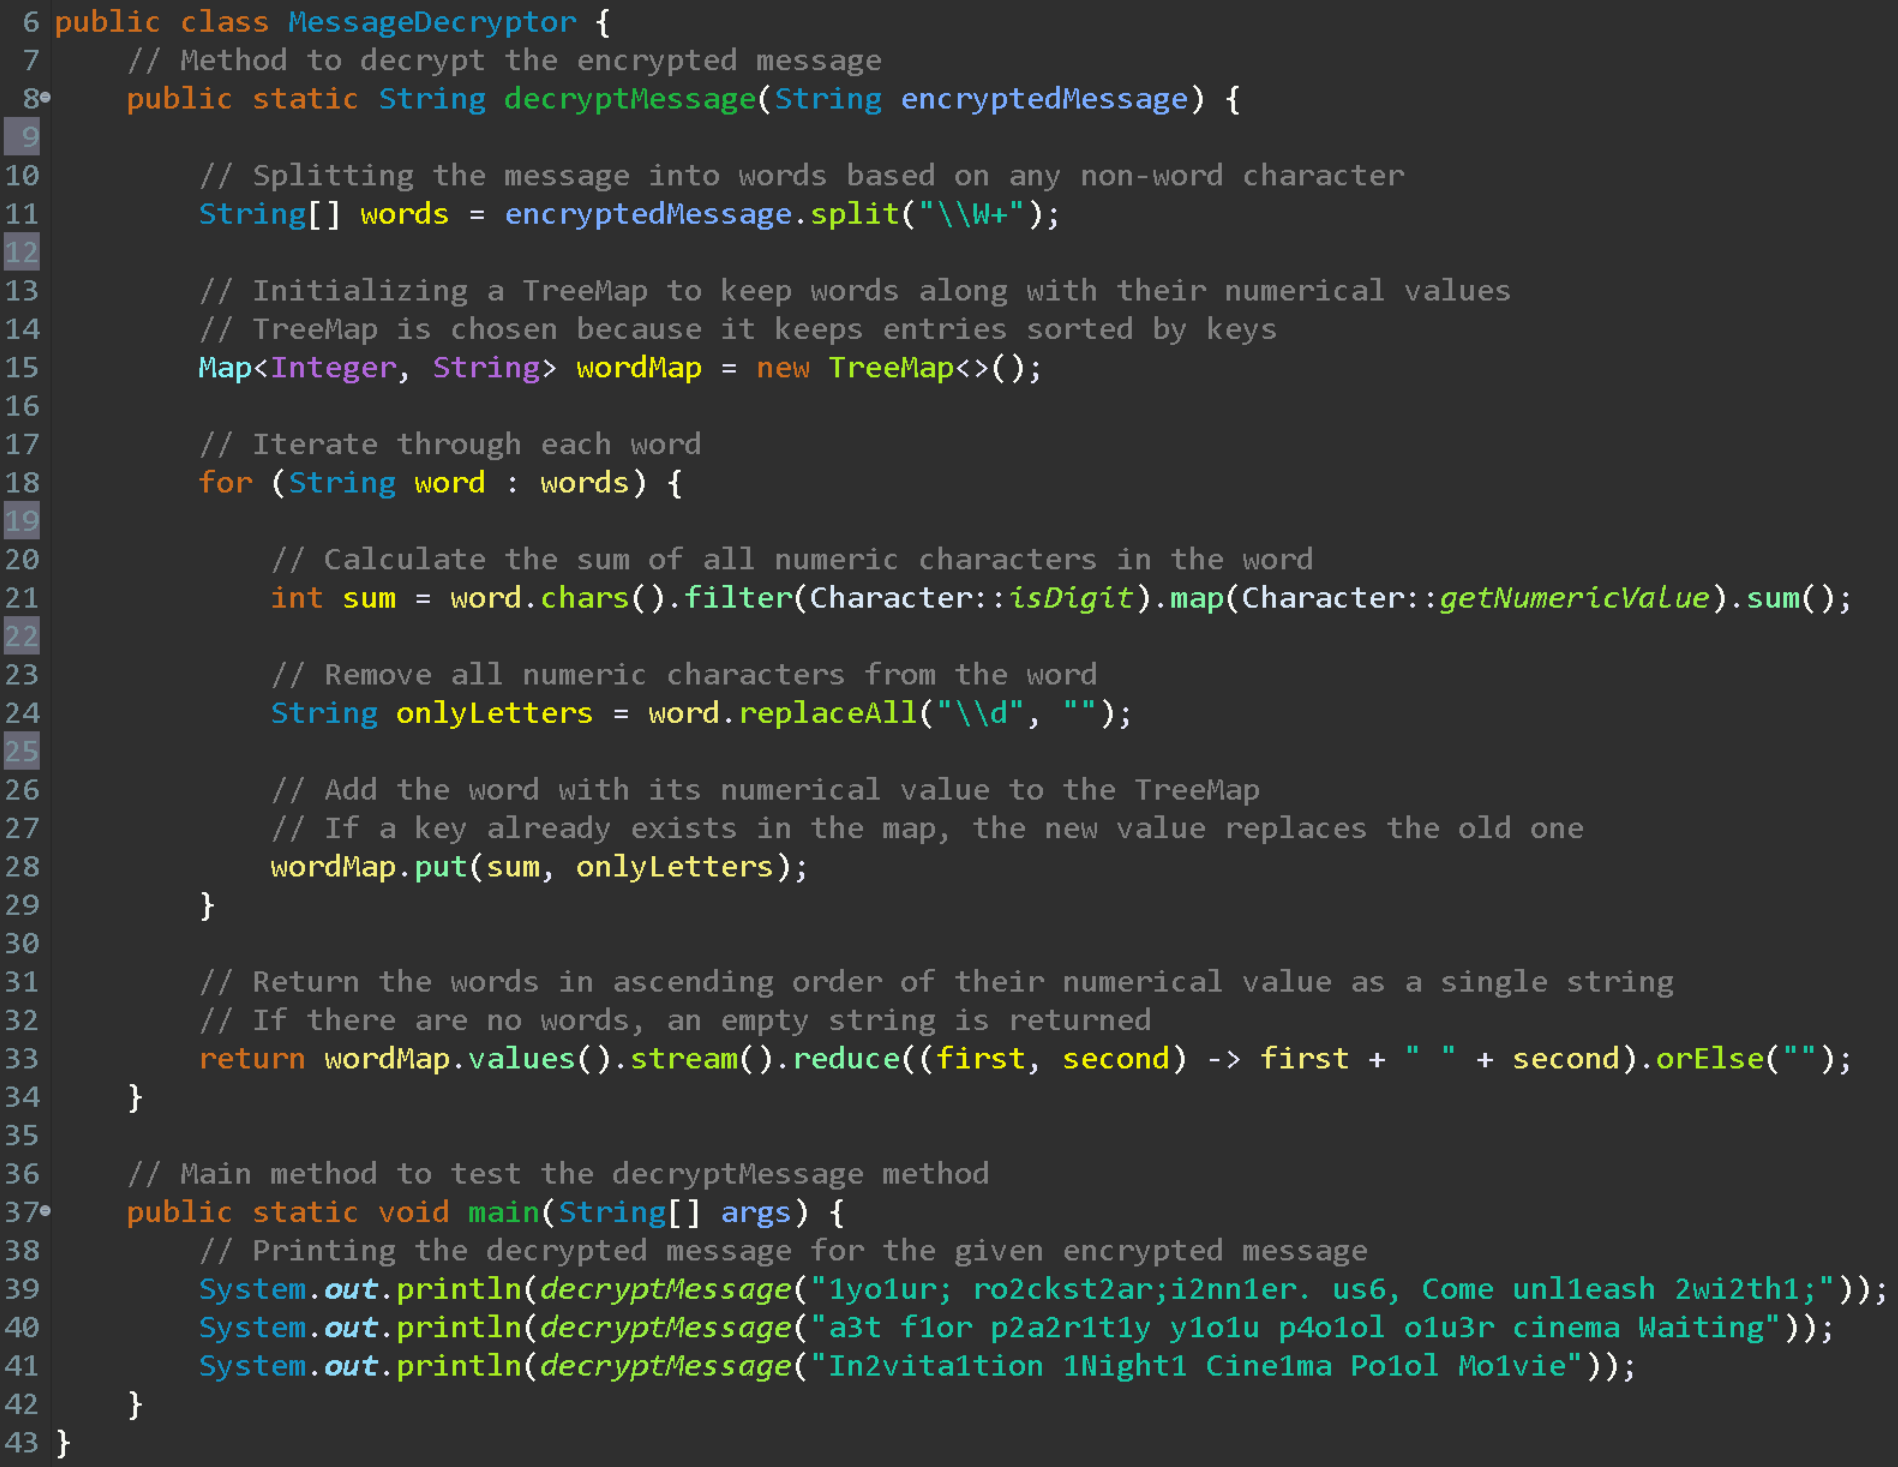 6 public class MessageDecryptor {
7     // Method to decrypt the encrypted message
8     public static String decryptMessage(String encryptedMessage) {
9
10         // Splitting the message into words based on any non-word character
11         String[] words = encryptedMessage.split("\\W+");
12
13         // Initializing a TreeMap to keep words along with their numerical values
14         // TreeMap is chosen because it keeps entries sorted by keys
15         Map<Integer, String> wordMap = new TreeMap<>();
16
17         // Iterate through each word
18         for (String word : words) {
19
20             // Calculate the sum of all numeric characters in the word
21             int sum = word.chars().filter(Character::isDigit).map(Character::getNumericValue).sum();
22
23             // Remove all numeric characters from the word
24             String onlyLetters = word.replaceAll("\\d", "");
25
26             // Add the word with its numerical value to the TreeMap
27             // If a key already exists in the map, the new value replaces the old one
28             wordMap.put(sum, onlyLetters);
29         }
30
31         // Return the words in ascending order of their numerical value as a single string
32         // If there are no words, an empty string is returned
33         return wordMap.values().stream().reduce((first, second) -> first + " " + second).orElse("");
34     }
35
36     // Main method to test the decryptMessage method
37     public static void main(String[] args) {
38         // Printing the decrypted message for the given encrypted message
39         System.out.println(decryptMessage("1yo1ur; ro2ckst2ar;i2nn1er. us6, Come unl1eash 2wi2th1;"));
40         System.out.println(decryptMessage("a3t f1or p2a2r1t1y y1o1u p4o1ol o1u3r cinema Waiting"));
41         System.out.println(decryptMessage("In2vita1tion 1Night1 Cine1ma Po1ol Mo1vie"));
42     }
43 }